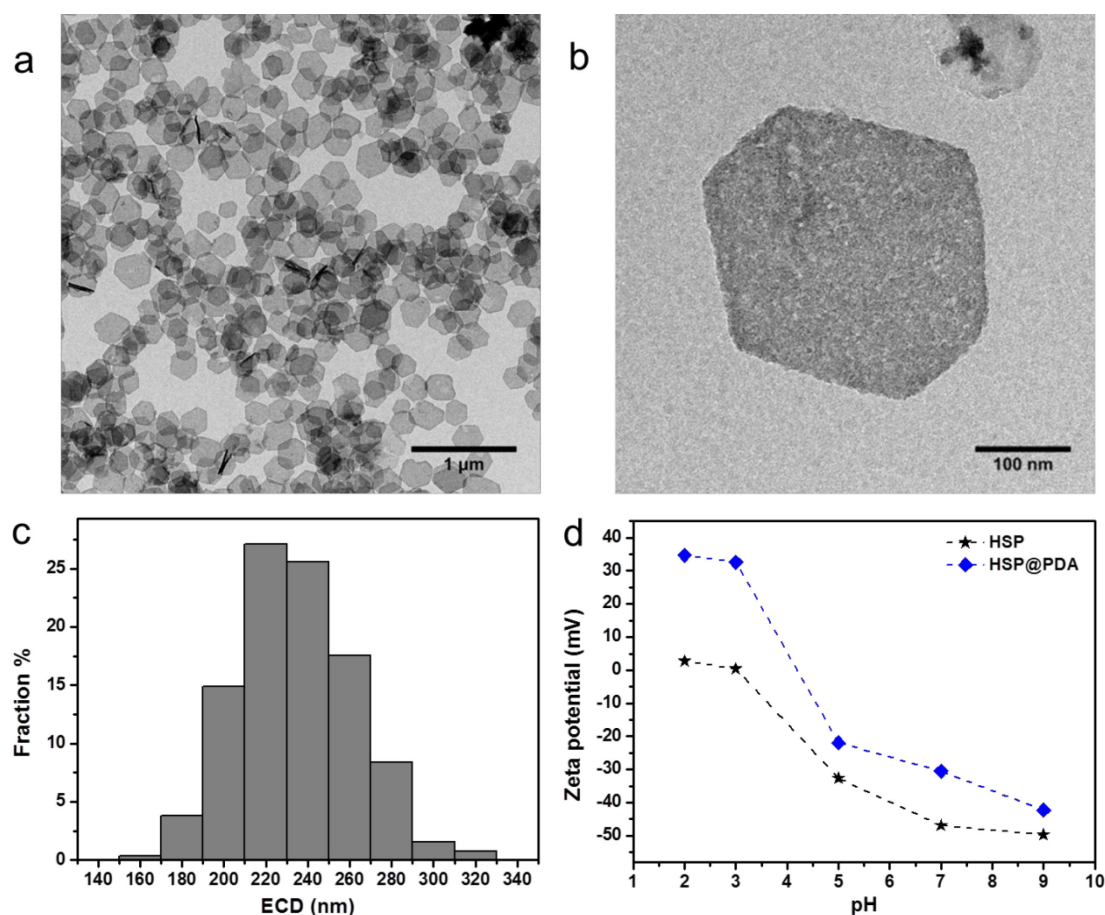 a
b
1 µm
100 nm
c
25
20
15
10
5
0
Fraction %
140 160 180 200 220 240 260 280 300 320 340
ECD (nm)
d
40
35
30
20
10
0
-10
-20
-30
-40
-50
Zeta potential (mV)
HSP
HSP@PDA
1 2 3 4 5 6 7 8 9 10
pH